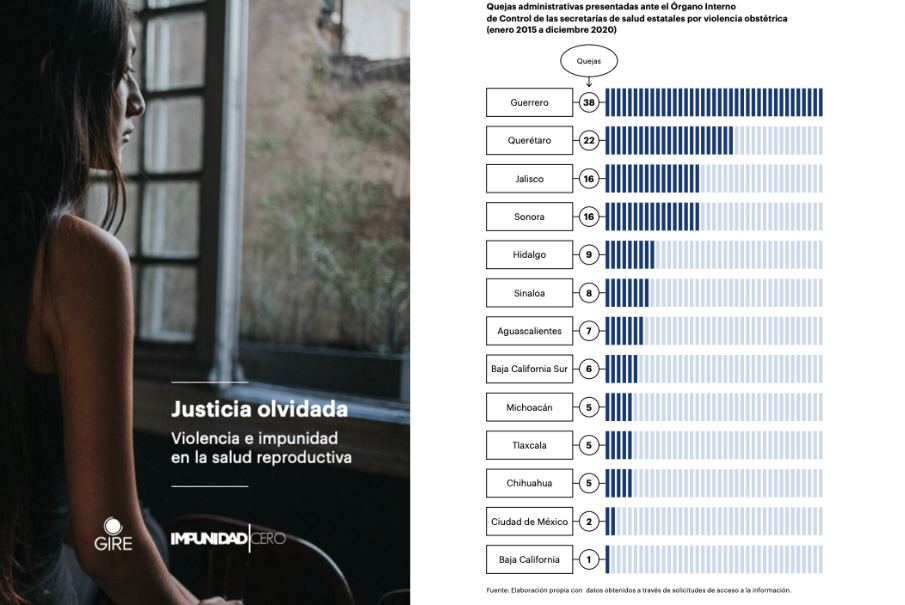 Justicia olvidada
Violencia e impunidad
en la salud reproductiva
GIRE
IMPUNIDAD CERO
Quejas administrativas presentadas ante el Órgano Interno
de Control de las secretarías de salud estatales por violencia obstétrica
(enero 2015 a diciembre 2020)
Quejas
Guerrero 38
Querétaro 22
Jalisco 16
Sonora 16
Hidalgo 9
Sinaloa 8
Aguascalientes 7
Baja California Sur 6
Michoacán 5
Tlaxcala 5
Chihuahua 5
Ciudad de México 2
Baja California 1
Fuente: Elaboración propia con datos obtenidos a través de solicitudes de acceso a la información.